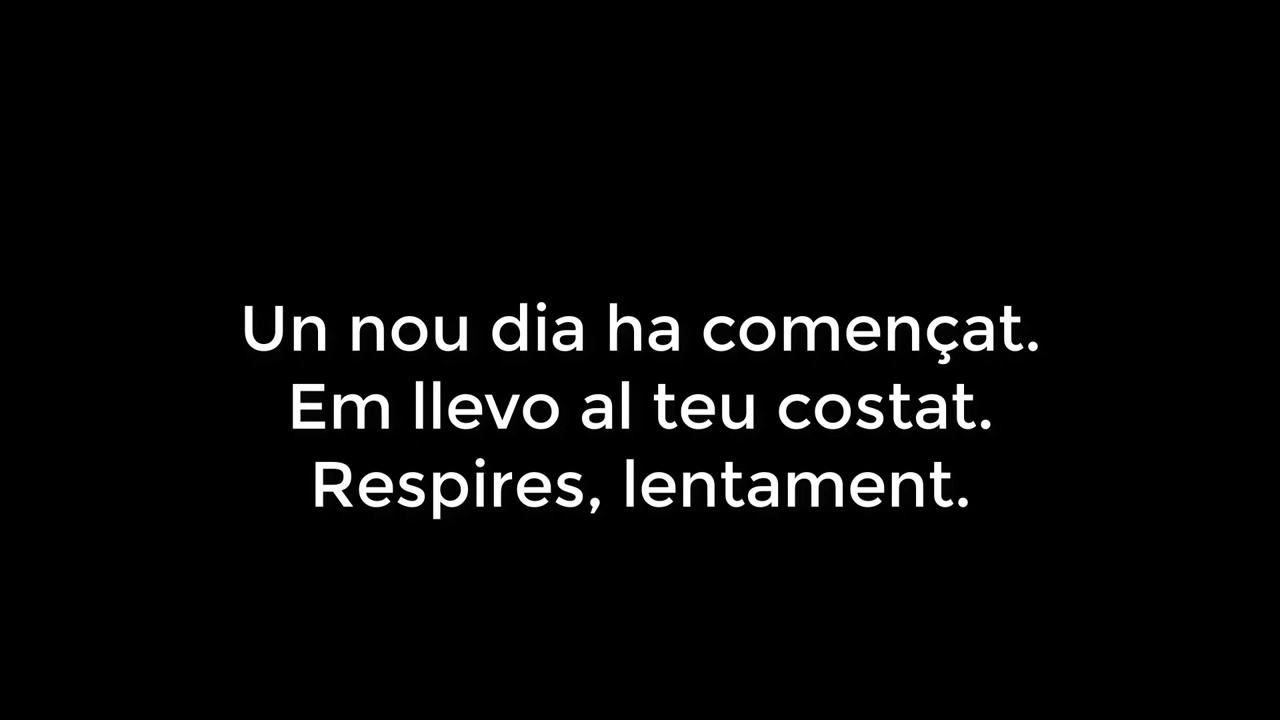 Un nou dia ha començat.
Em llevo al teu costat.
Respires, lentament.